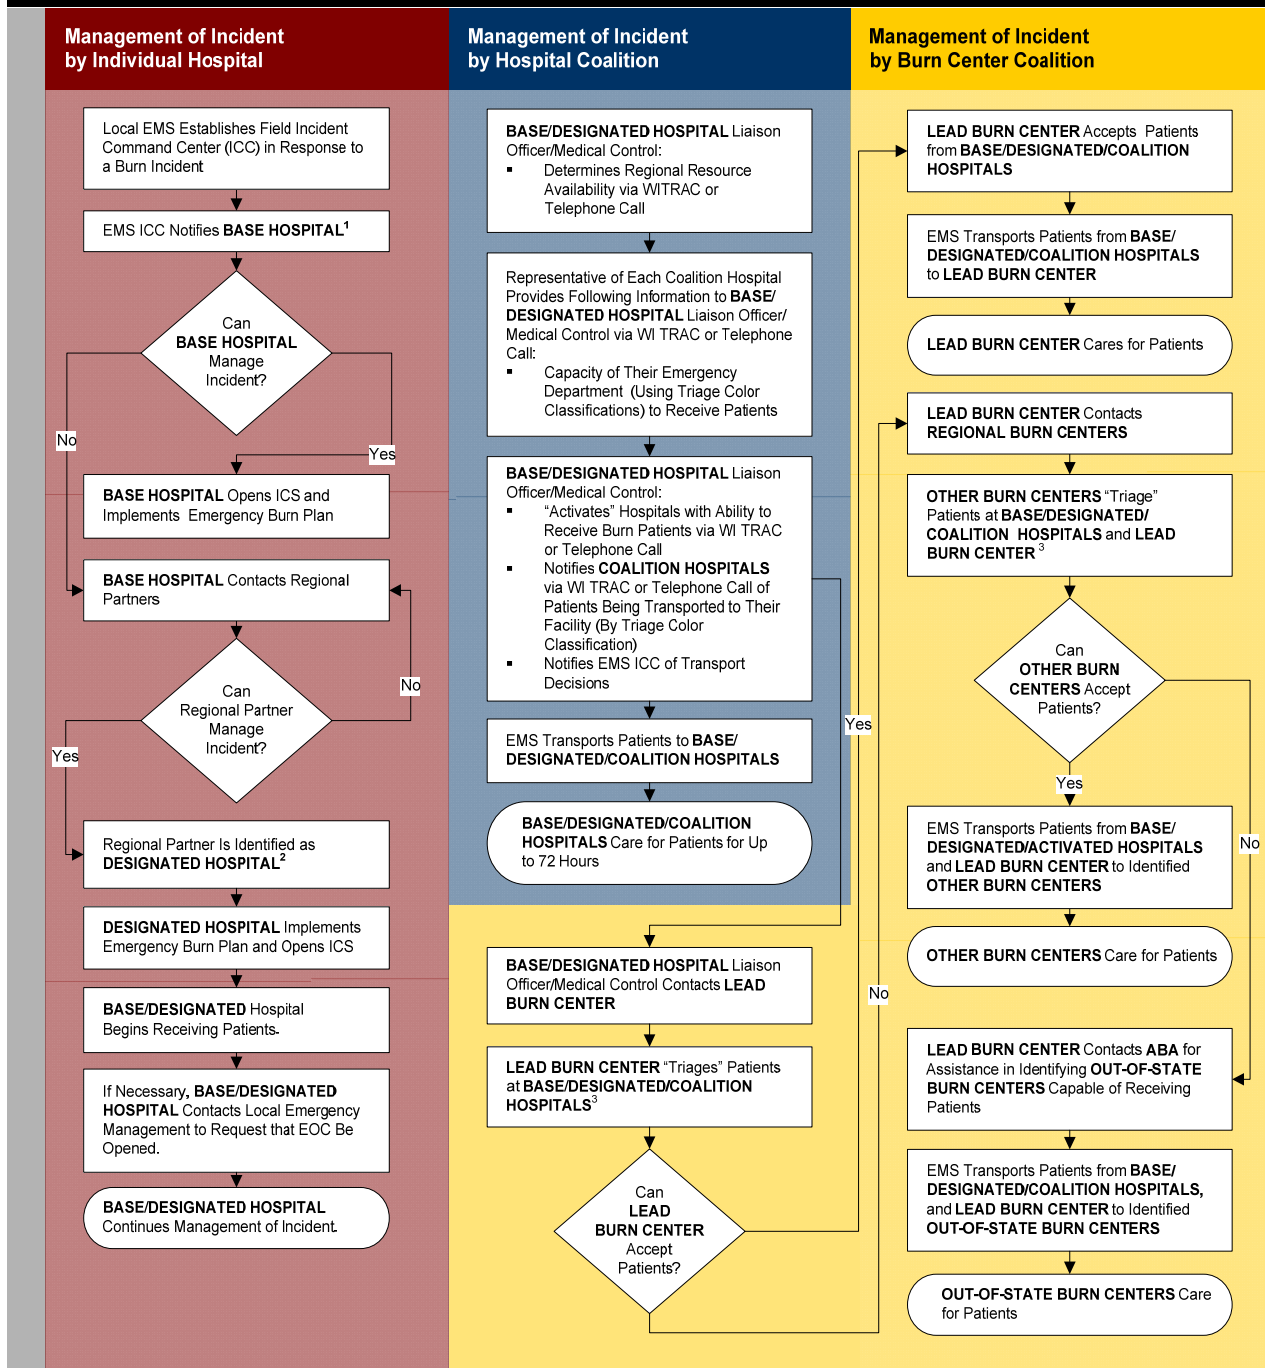 Management of Incident
by Individual Hospital
Local EMS Establishes Field Incident
Command Center (ICC) in Response to
a Burn Incident
EMS ICC Notifies BASE HOSPITAL1
Can
BASE HOSPITAL
Manage
Incident?
No
Yes
BASE HOSPITAL Opens ICS and
Implements Emergency Burn Plan
BASE HOSPITAL Contacts Regional
Partners
Can
Regional Partner
Manage
Incident?
No
Yes
Regional Partner Is Identified as
DESIGNATED HOSPITAL2
DESIGNATED HOSPITAL Implements
Emergency Burn Plan and Opens ICS
BASE/DESIGNATED Hospital
Begins Receiving Patients.
If Necessary, BASE/DESIGNATED
HOSPITAL Contacts Local Emergency
Management to Request that EOC Be
Opened.
BASE/DESIGNATED HOSPITAL
Continues Management of Incident.
Management of Incident
by Hospital Coalition
BASE/DESIGNATED HOSPITAL Liaison
Officer/Medical Control:
▪ Determines Regional Resource
Availability via WITRAC or
Telephone Call
Representative of Each Coalition Hospital
Provides Following Information to BASE/
DESIGNATED HOSPITAL Liaison Officer/
Medical Control via WI TRAC or Telephone
Call:
▪ Capacity of Their Emergency
Department (Using Triage Color
Classifications) to Receive Patients
BASE/DESIGNATED HOSPITAL Liaison
Officer/Medical Control:
▪ “Activates” Hospitals with Ability to
Receive Burn Patients via WI TRAC
or Telephone Call
▪ Notifies COALITION HOSPITALS
via WI TRAC or Telephone Call of
Patients Being Transported to Their
Facility (By Triage Color
Classification)
▪ Notifies EMS ICC of Transport
Decisions
EMS Transports Patients to BASE/
DESIGNATED/COALITION HOSPITALS
BASE/DESIGNATED/COALITION
HOSPITALS Care for Patients for Up
to 72 Hours
BASE/DESIGNATED HOSPITAL Liaison
Officer/Medical Control Contacts LEAD
BURN CENTER
LEAD BURN CENTER “Triages” Patients
at BASE/DESIGNATED/COALITION
HOSPITALS3
Can
LEAD
BURN CENTER
Accept
Patients?
Yes
No
Management of Incident
by Burn Center Coalition
LEAD BURN CENTER Accepts Patients
from BASE/DESIGNATED/COALITION
HOSPITALS
EMS Transports Patients from BASE/
DESIGNATED/COALITION HOSPITALS
to LEAD BURN CENTER
LEAD BURN CENTER Cares for Patients
LEAD BURN CENTER Contacts
REGIONAL BURN CENTERS
OTHER BURN CENTERS “Triage”
Patients at BASE/DESIGNATED/
COALITION HOSPITALS and LEAD
BURN CENTER 3
Can
OTHER BURN
CENTERS Accept
Patients?
Yes
No
EMS Transports Patients from BASE/
DESIGNATED/ACTIVATED HOSPITALS
and LEAD BURN CENTER to Identified
OTHER BURN CENTERS
OTHER BURN CENTERS Care for Patients
LEAD BURN CENTER Contacts ABA for
Assistance in Identifying OUT-OF-STATE
BURN CENTERS Capable of Receiving
Patients
EMS Transports Patients from BASE/
DESIGNATED/COALITION HOSPITALS,
and LEAD BURN CENTER to Identified
OUT-OF-STATE BURN CENTERS
OUT-OF-STATE BURN CENTERS Care
for Patients